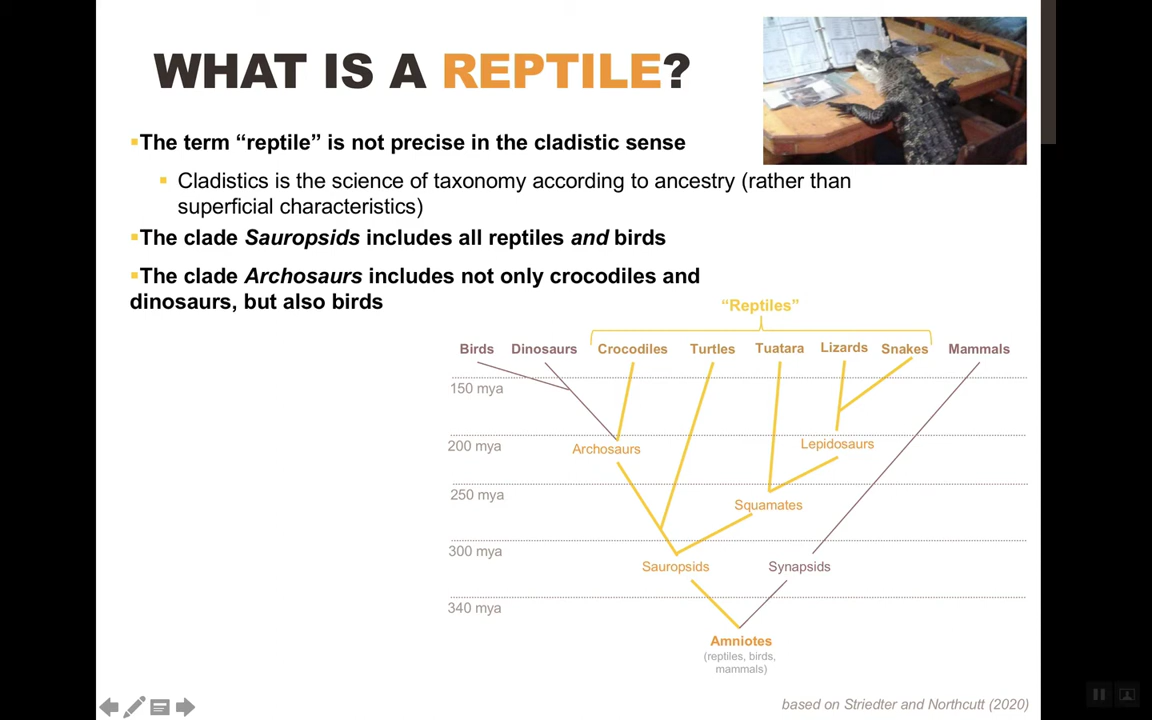 WHAT IS A REPTILE?
▪The term “reptile” is not precise in the cladistic sense
▪ Cladistics is the science of taxonomy according to ancestry (rather than
superficial characteristics)
▪The clade Sauropsids includes all reptiles and birds
▪The clade Archosaurs includes not only crocodiles and
dinosaurs, but also birds
“Reptiles”
Birds Dinosaurs Crocodiles Turtles Tuatara Lizards Snakes Mammals
150 mya
200 mya
Archosaurs
Lepidosaurs
250 mya
Squamates
300 mya
Sauropsids
Synapsids
340 mya
Amniotes
(reptiles, birds,
mammals)
based on Striedter and Northcutt (2020)